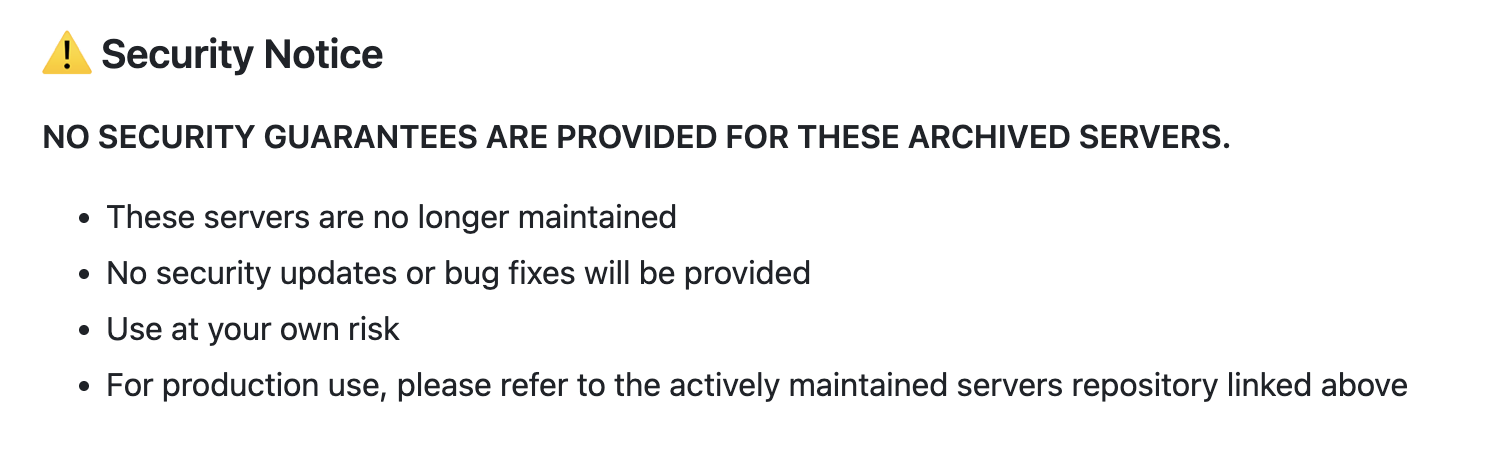 ⚠️ Security Notice
NO SECURITY GUARANTEES ARE PROVIDED FOR THESE ARCHIVED SERVERS.
• These servers are no longer maintained
• No security updates or bug fixes will be provided
• Use at your own risk
• For production use, please refer to the actively maintained servers repository linked above